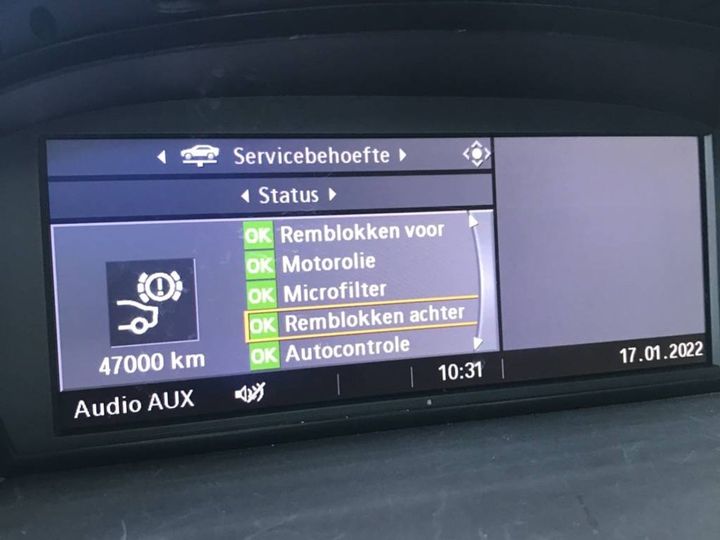 Servicebehoefte
Status
OK Remblokken voor
OK Motorolie
OK Microfilter
OK Remblokken achter
OK Autocontrole
47000 km
10:31
17.01.2022
Audio AUX